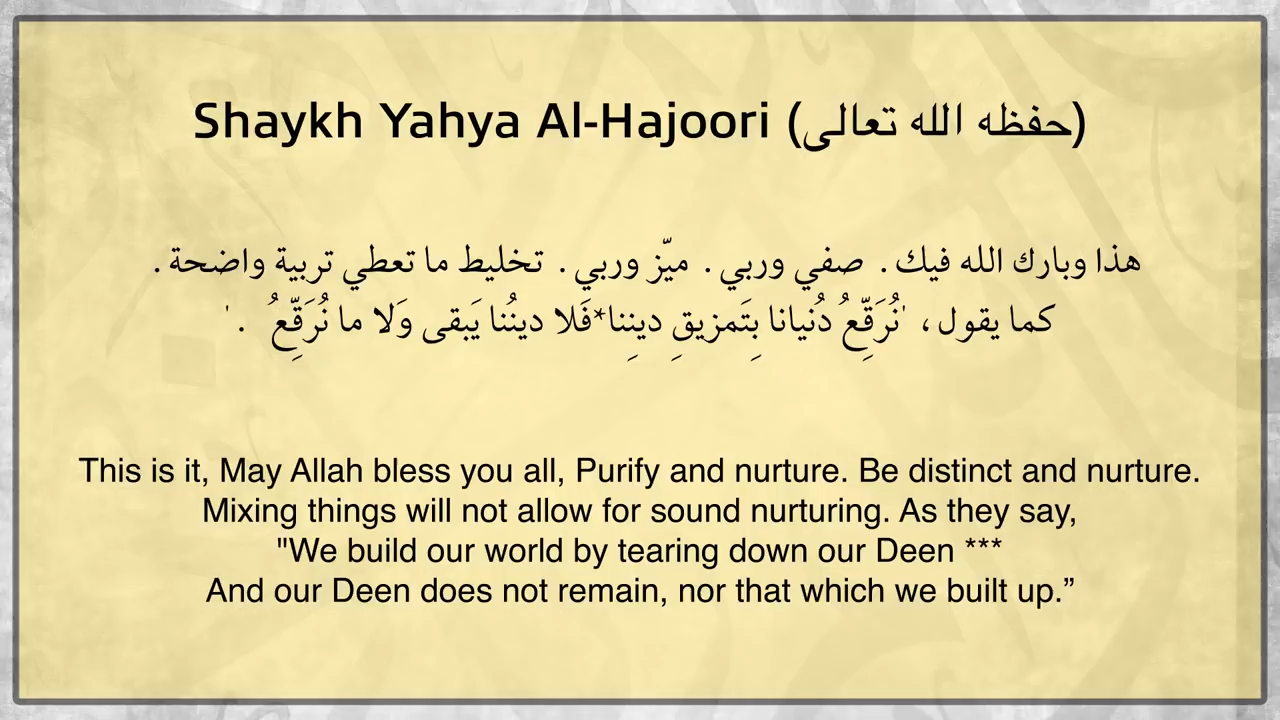 Shaykh Yahya Al-Hajoori (حفظه الله تعالى)
هذا وبارك الله فيك. صفي وربي. ميّز وربي. تخليط ما تعطي تربية واضحة.
كما يقول، 'نُرَقِّعُ دُنيانا بِتَمزيقِ دينِنا*فَلا دينُنا يَبقى وَلا ما نُرَقِّعُ .'
This is it, May Allah bless you all, Purify and nurture. Be distinct and nurture.
Mixing things will not allow for sound nurturing. As they say,
"We build our world by tearing down our Deen ***
And our Deen does not remain, nor that which we built up.”